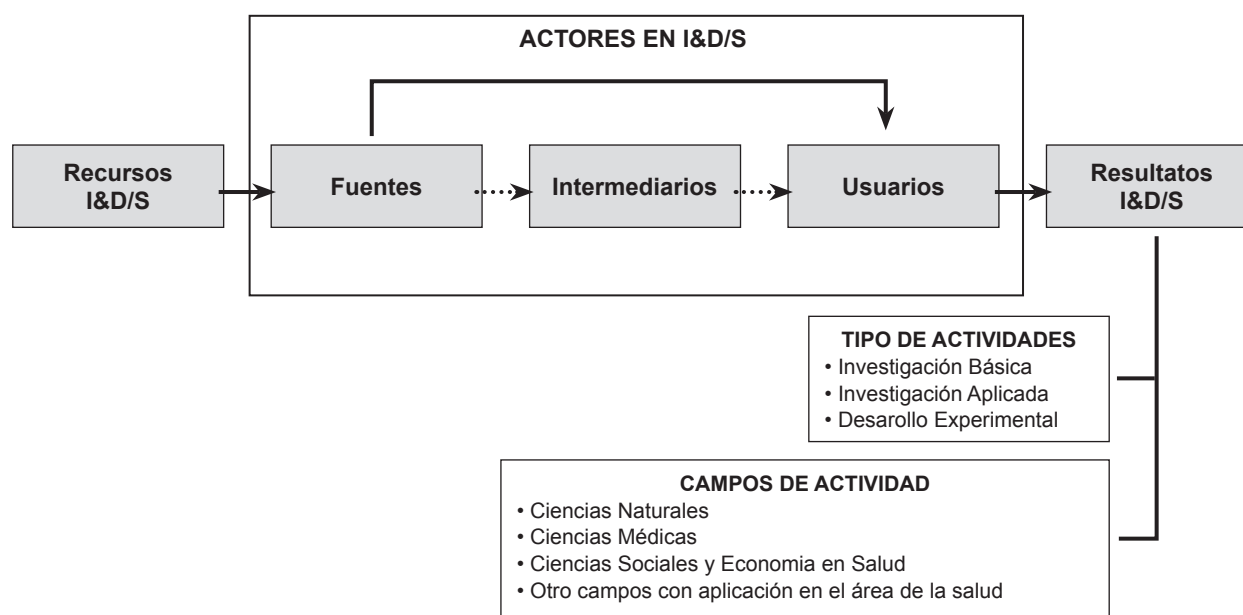 ACTORES EN I&D/S
Recursos
I&D/S
Fuentes
Intermediarios
Usuarios
Resultatos
I&D/S
TIPO DE ACTIVIDADES
• Investigación Básica
• Investigación Aplicada
• Desarollo Experimental
CAMPOS DE ACTIVIDAD
• Ciencias Naturales
• Ciencias Médicas
• Ciencias Sociales y Economia en Salud
• Otro campos con aplicación en el área de la salud